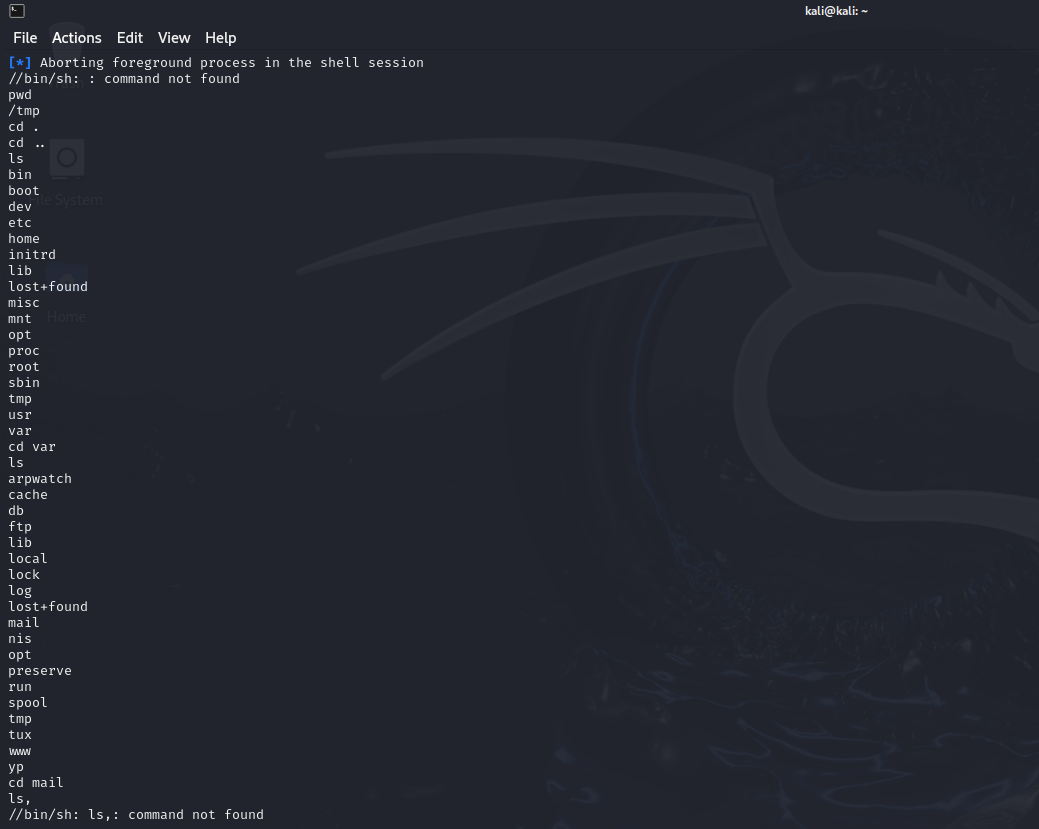 kali@kali: ~
File Actions Edit View Help
[*] Aborting foreground process in the shell session
//bin/sh: : command not found
pwd
/tmp
cd .
cd ..
ls
bin
boot
dev
etc
home
initrd
lib
lost+found
misc
mnt
opt
proc
root
sbin
tmp
usr
var
cd var
ls
arpwatch
cache
db
ftp
lib
local
lock
log
lost+found
mail
nis
opt
preserve
run
spool
tmp
tux
www
yp
cd mail
ls,
//bin/sh: ls,: command not found
File System
Home